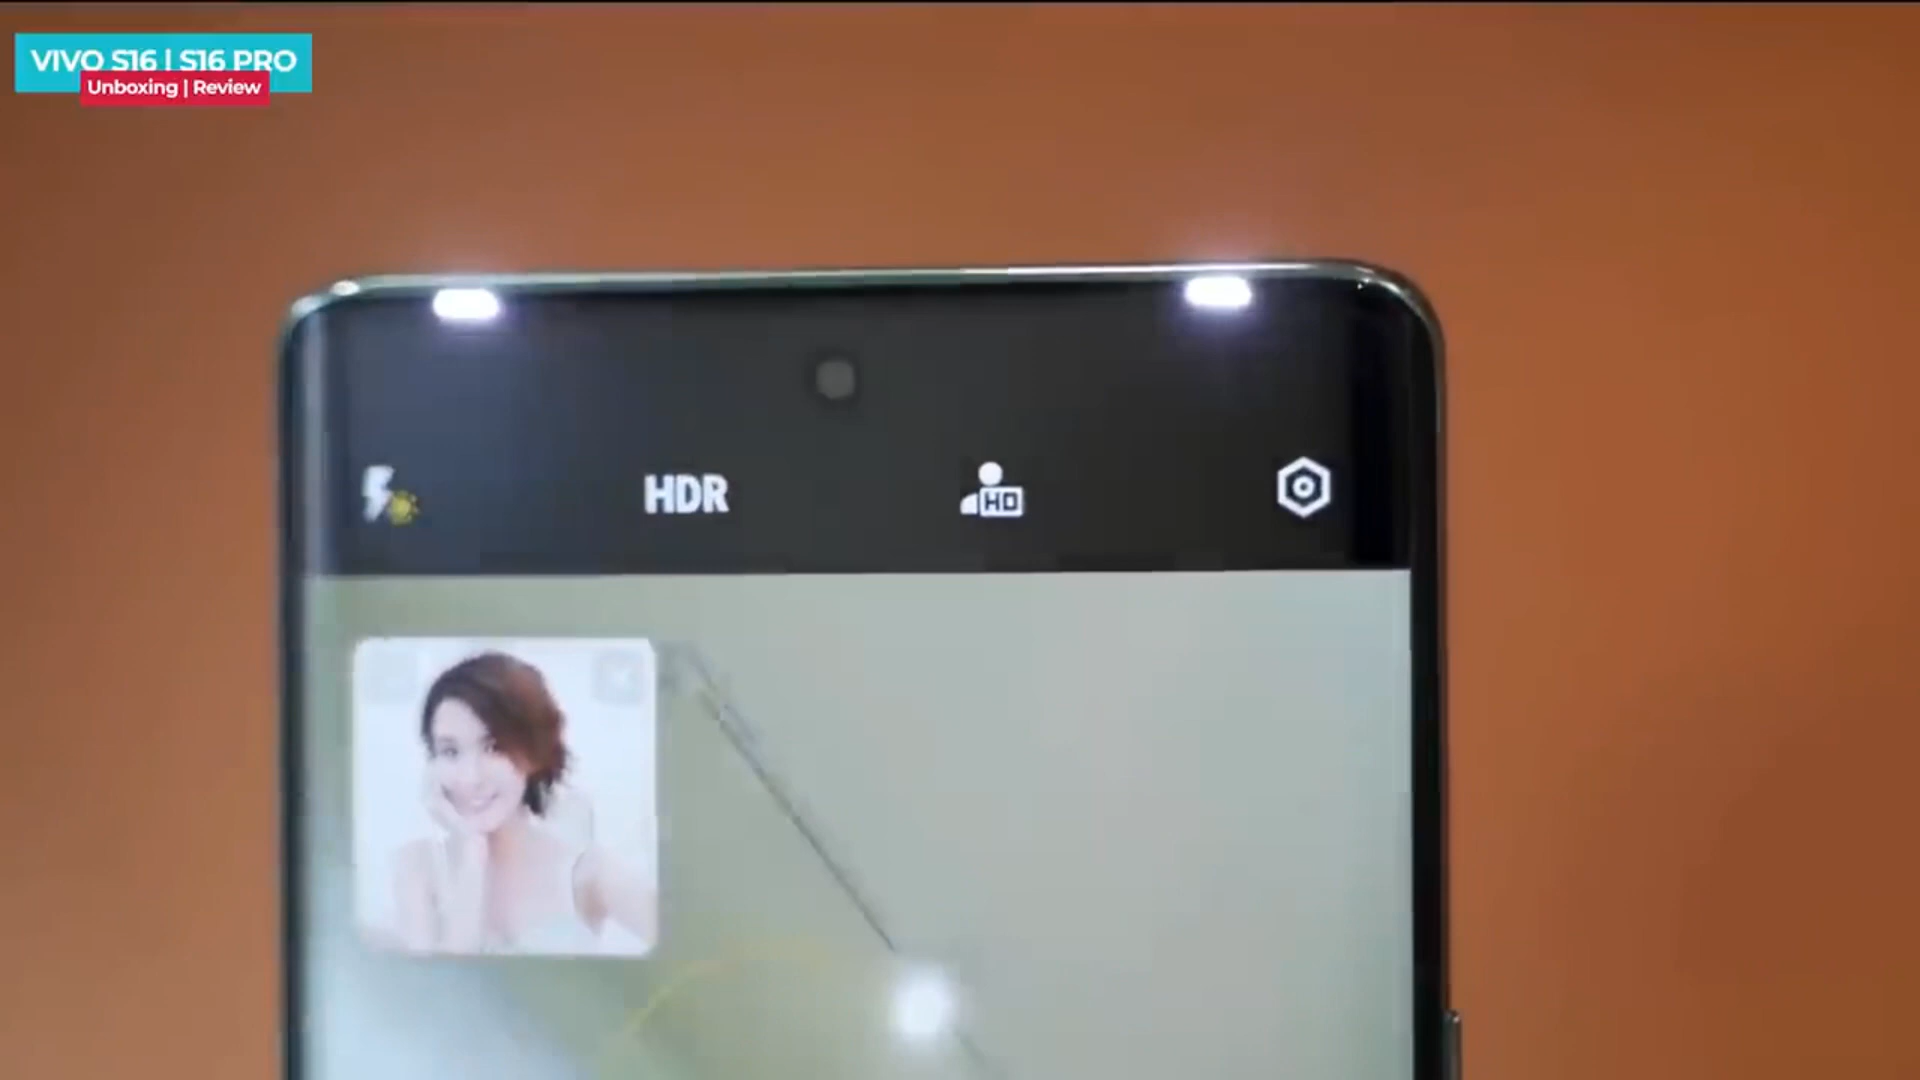 VIVO S16 | S16 PRO
Unboxing | Review
HDR
HD